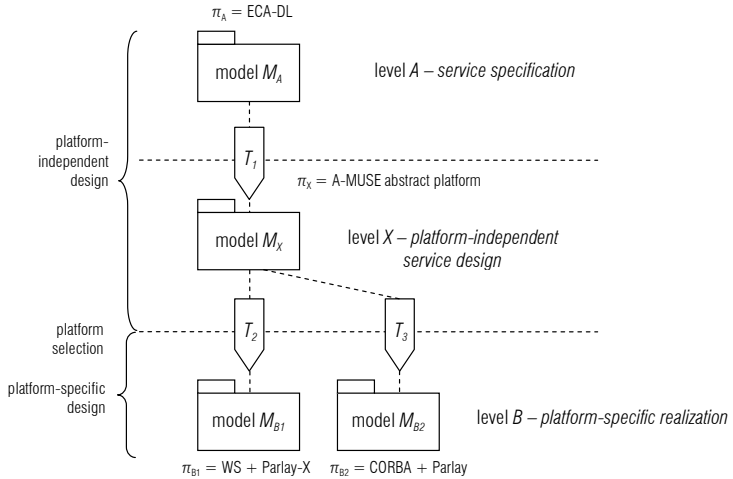 π_A = ECA-DL
model M_A
level A – service specification
platform-
independent
design
T_1
π_X = A-MUSE abstract platform
model M_X
level X – platform-independent
service design
platform
selection
T_2
T_3
platform-specific
design
model M_B1
model M_B2
level B – platform-specific realization
π_B1 = WS + Parlay-X
π_B2 = CORBA + Parlay